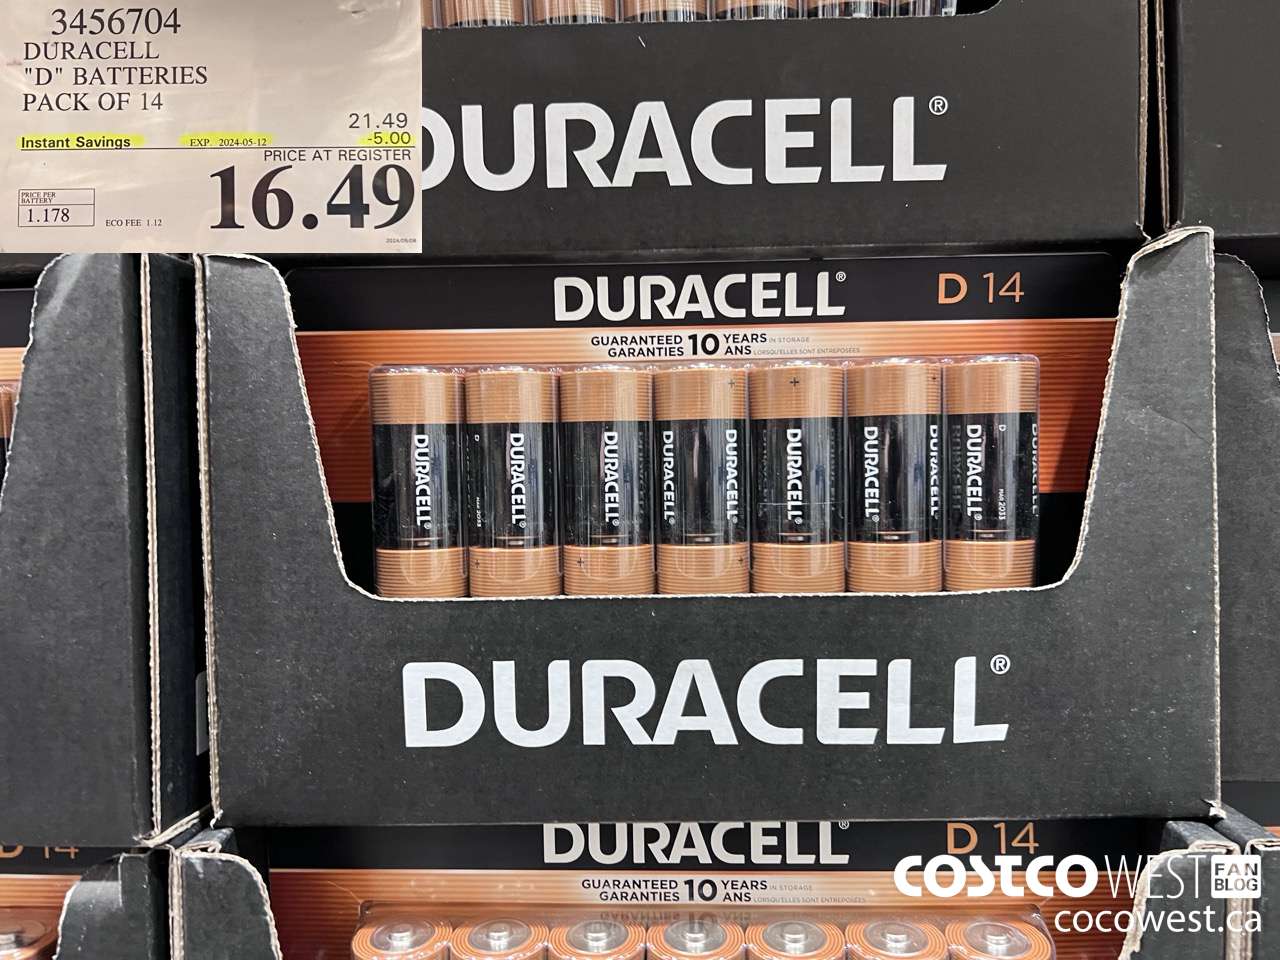 3456704
DURACELL
"D" BATTERIES
PACK OF 14
21.49
Instant Savings EXP. 2024-05-12 -5.00
PRICE AT REGISTER
16.49
PRICE PER
BATTERY
1.178
ECO FEE 1.12
DURACELL®
DURACELL® D 14
GUARANTEED 10 YEARS IN STORAGE
GARANTIES ANS LORSQU'ELLES SONT ENTREPOSÉES
DURACELL®
DURACELL®
DURACELL®
DURACELL®
DURACELL®
DURACELL®
DURACELL®
DURACELL
DURACELL®
D MAR 2033
DURACELL®
DURACELL® D 14
GUARANTEED 10 YEARS IN STORAGE
GARANTIES ANS LORSQU'ELLES SONT ENTREPOSÉES
D 14
COSTCO WEST FAN BLOG
cocowest.ca